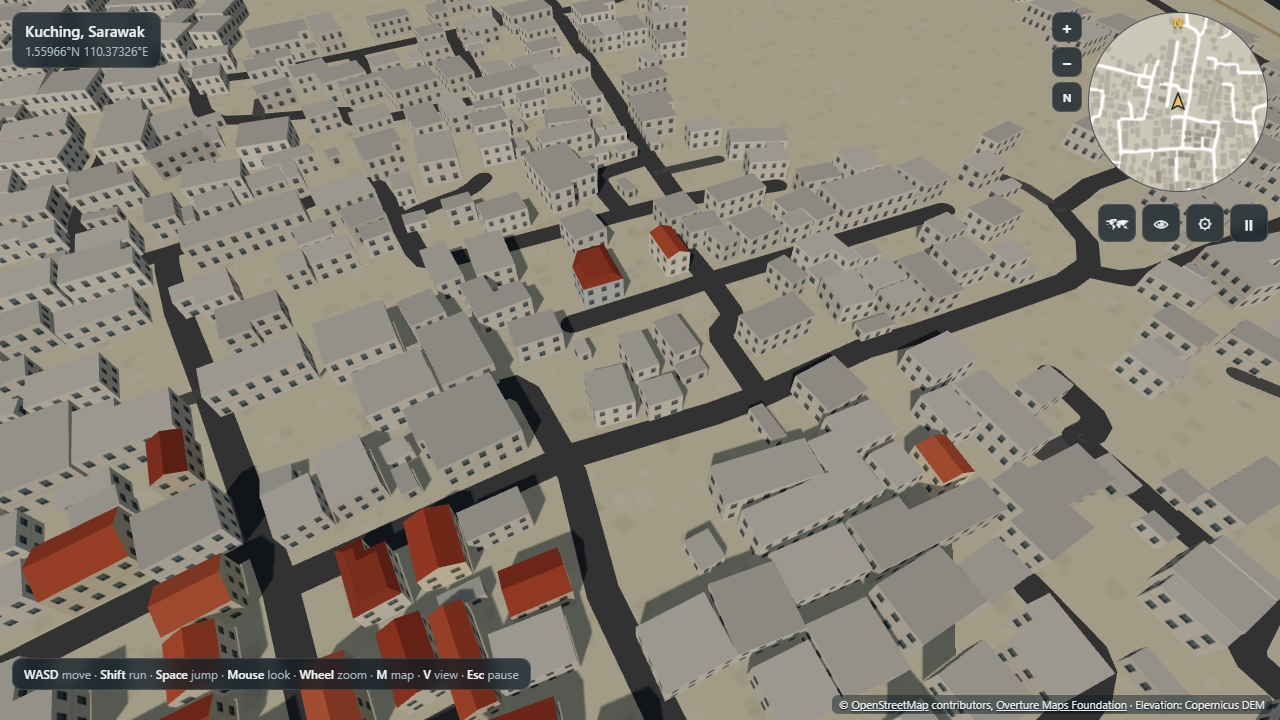 Kuching, Sarawak
1.55966°N 110.37326°E
+
−
N
N
WASD move · Shift run · Space jump · Mouse look · Wheel zoom · M map · V view · Esc pause
© OpenStreetMap contributors, Overture Maps Foundation · Elevation: Copernicus DEM